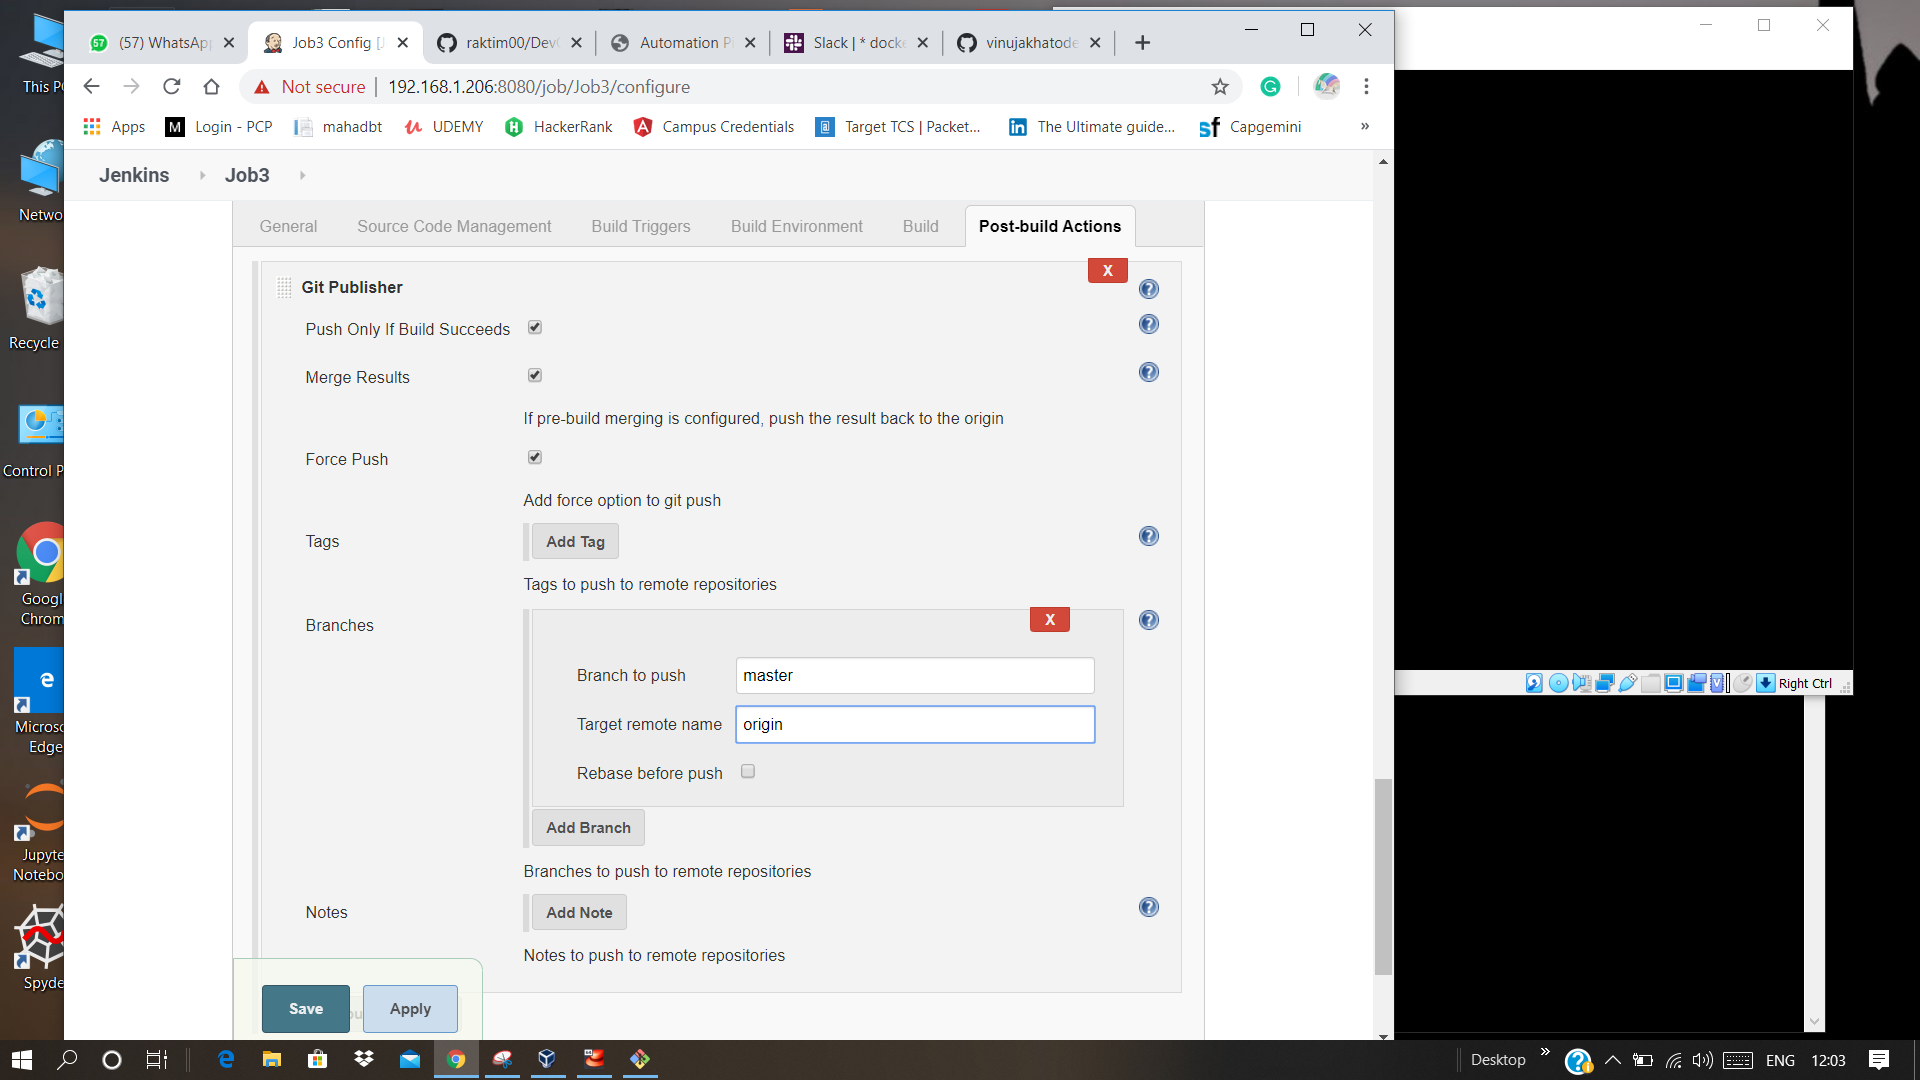 (57) WhatsApp
Job3 Config [J
raktim00/Dev
Automation P
Slack | * docke
vinujakhatode
Not secure | 192.168.1.206:8080/job/Job3/configure
Apps
M Login - PCP
mahadbt
UDEMY
HackerRank
Campus Credentials
Target TCS | Packet...
The Ultimate guide...
Capgemini
»
Jenkins
Job3
General
Source Code Management
Build Triggers
Build Environment
Build
Post-build Actions
X
Git Publisher
Push Only If Build Succeeds
Merge Results
If pre-build merging is configured, push the result back to the origin
Force Push
Add force option to git push
Tags
Add Tag
Tags to push to remote repositories
Branches
X
Branch to push
master
Target remote name
origin
Rebase before push
Add Branch
Branches to push to remote repositories
Notes
Add Note
Notes to push to remote repositories
Save
Apply
This PC
Netwo
Recycle
Control P
Googl
Chrom
Microso
Edge
Jupyte
Notebo
Spyde
Right Ctrl
Desktop
»
ENG
12:03